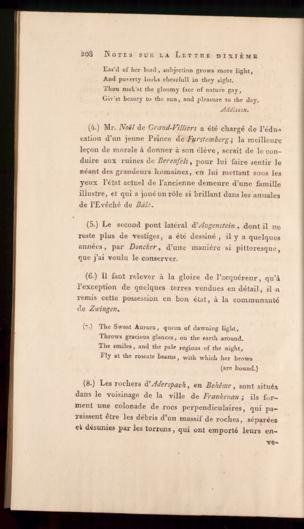 208 NOTES SUR LA LETTRE DIXIÈME
Eas'd of her load, subjection grows more light,
And poverty looks chearfull in they sight.
Thou mak'st the gloomy face of nature gay,
Giv'st beauty to the sun, and pleasure to the day.
Addisson.
(4.) Mr. Noël de Grand-Villiers a été chargé de l'édu-
cation d'un jeune Prince de Furstemberg; la meilleure
leçon de morale à donner à son élève, serait de le con-
duire aux ruines de Berenfels, pour lui faire sentir le
néant des grandeurs humaines, en lui mettant sous les
yeux l'état actuel de l'ancienne demeure d'une famille
illustre, et qui a joué un rôle si brillant dans les annales
de l'Evêché de Bâle.
(5.) Le second pont latéral d'Augenstein, dont il ne
reste plus de vestiges, a été dessiné, il y a quelques
années, par Doncker, d'une manière si pittoresque,
que j'ai voulu le conserver.
(6.) Il faut relever à la gloire de l'acquéreur, qu'à
l'exception de quelques terres vendues en détail, il a
remis cette possession en bon état, à la communauté
de Zwingen.
(7.) The Sweat Aurora, queen of dawning light,
Throws gracious glances, on the earth around.
The smiles, and the pale regions of the night,
Fly at the roseate beams, with which her brows
(are bound.)
(8.) Les rochers d'Aderspach, en Bohême, sont situés
dans le voisinage de la ville de Frankenau; ils for-
ment une colonade de rocs perpendiculaires, qui pa-
raissent être les débris d'un massif de roches, séparées
et désunies par les torrens, qui ont emporté leurs en-
ve-